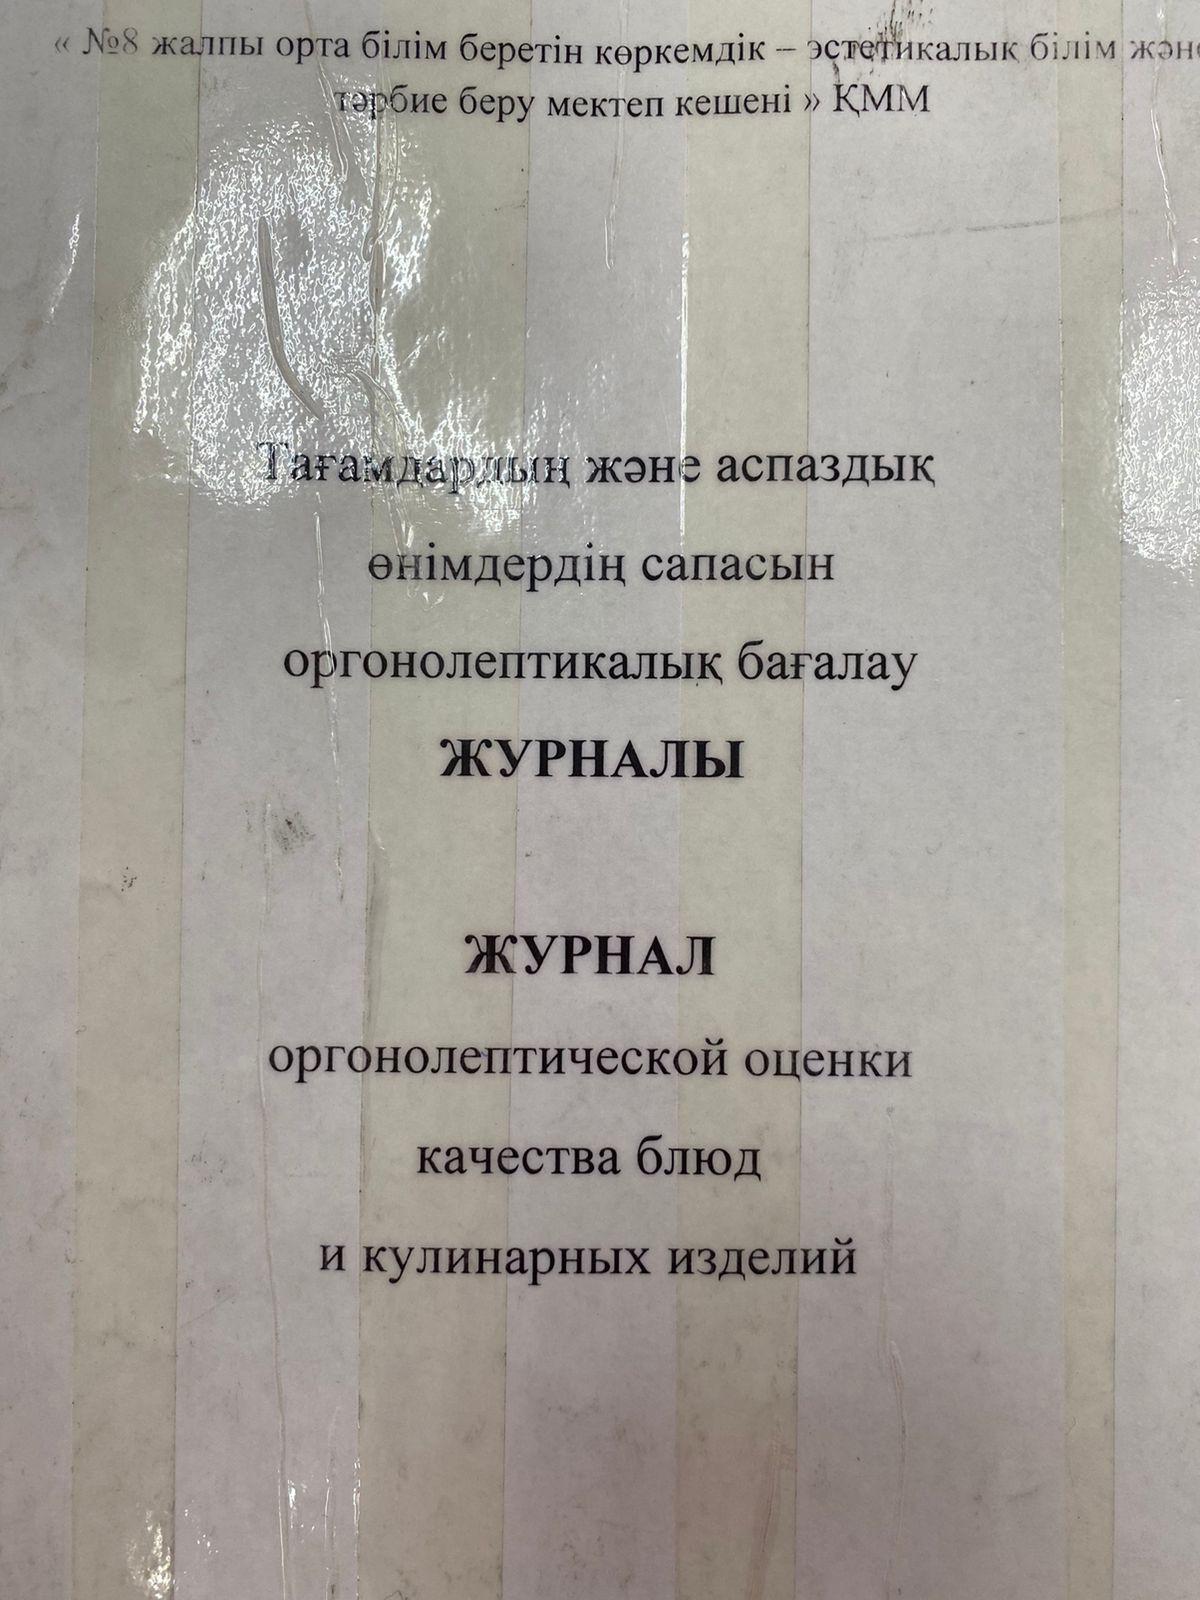 « №8 жалпы орта білім беретін көркемдік – эстетикалық білім және
тәрбие беру мектеп кешені » ҚММ
Тағамдардың және аспаздық
өнімдердің сапасын
оргонолептикалық бағалау
ЖУРНАЛЫ
ЖУРНАЛ
оргонолептической оценки
качества блюд
и кулинарных изделий